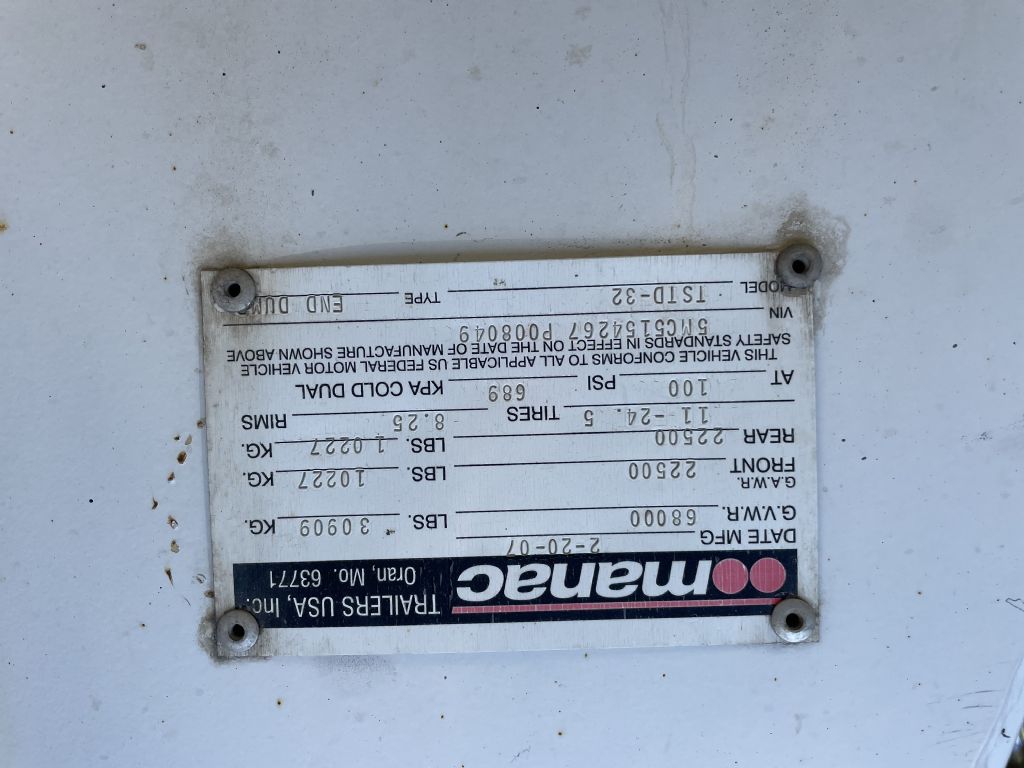 manac TRAILERS USA, Inc.
Oran, Mo. 63771
DATE MFG 2-20-07
G.V.W.R. 68000 LBS. 30909 KG.
G.A.W.R.
FRONT 22500 LBS. 10227 KG.
REAR 22500 LBS. 10227 KG.
11-24.5 TIRES 8.25 RIMS
AT 100 PSI 689 KPA COLD DUAL
THIS VEHICLE CONFORMS TO ALL APPLICABLE US FEDERAL MOTOR VEHICLE
SAFETY STANDARDS IN EFFECT ON THE DATE OF MANUFACTURE SHOWN ABOVE
VIN 5MC5154267 P008049
MODEL TSTD-32 TYPE END DUMP